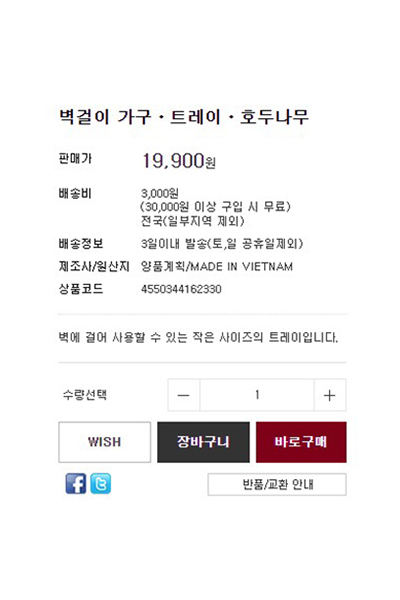 벽걸이 가구・트레이・호두나무
판매가 19,900원
배송비 3,000원
(30,000원 이상 구입 시 무료)
전국(일부지역 제외)
배송정보 3일이내 발송(토,일 공휴일제외)
제조사/원산지 양품계획/MADE IN VIETNAM
상품코드 4550344162330
벽에 걸어 사용할 수 있는 작은 사이즈의 트레이입니다.
수량선택 — 1 +
WISH 장바구니 바로구매
반품/교환 안내